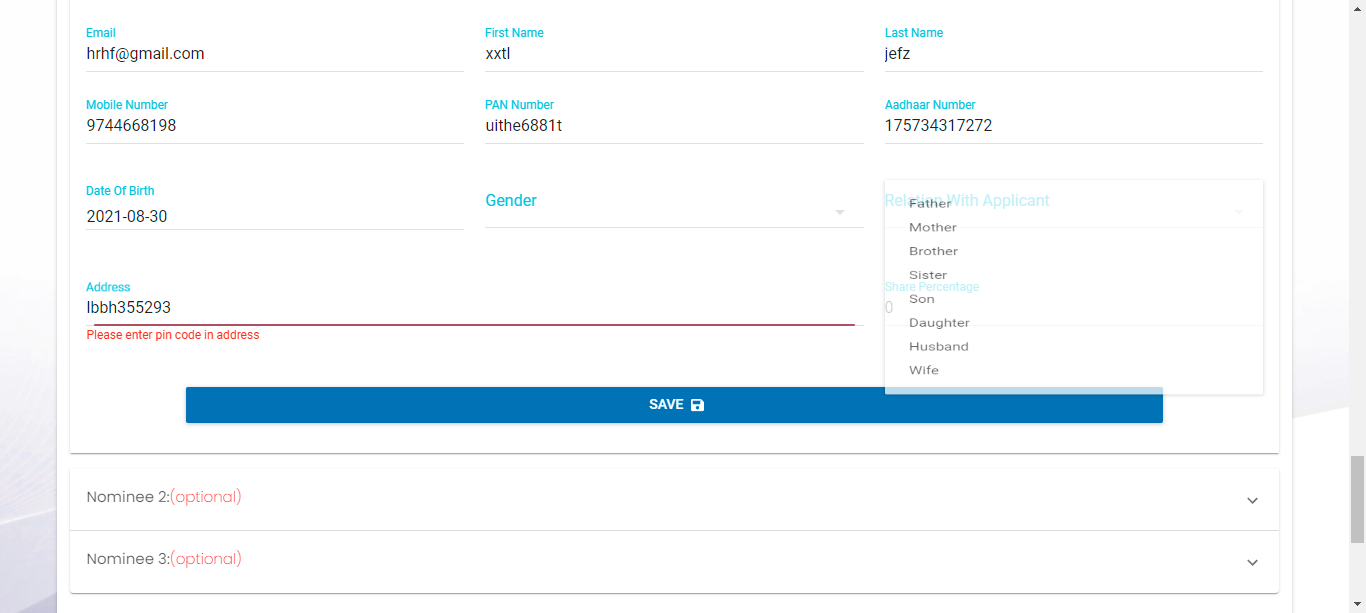 Email
First Name
Last Name
hrhf@gmail.com
xxtl
jefz
Mobile Number
PAN Number
Aadhaar Number
9744668198
uithe6881t
175734317272
Date Of Birth
2021-08-30
Gender
Relation With Applicant
Father
Mother
Brother
Sister
Son
Daughter
Husband
Wife
Address
lbbh355293
Please enter pin code in address
Share Percentage
0
SAVE
Nominee 2:(optional)
Nominee 3:(optional)